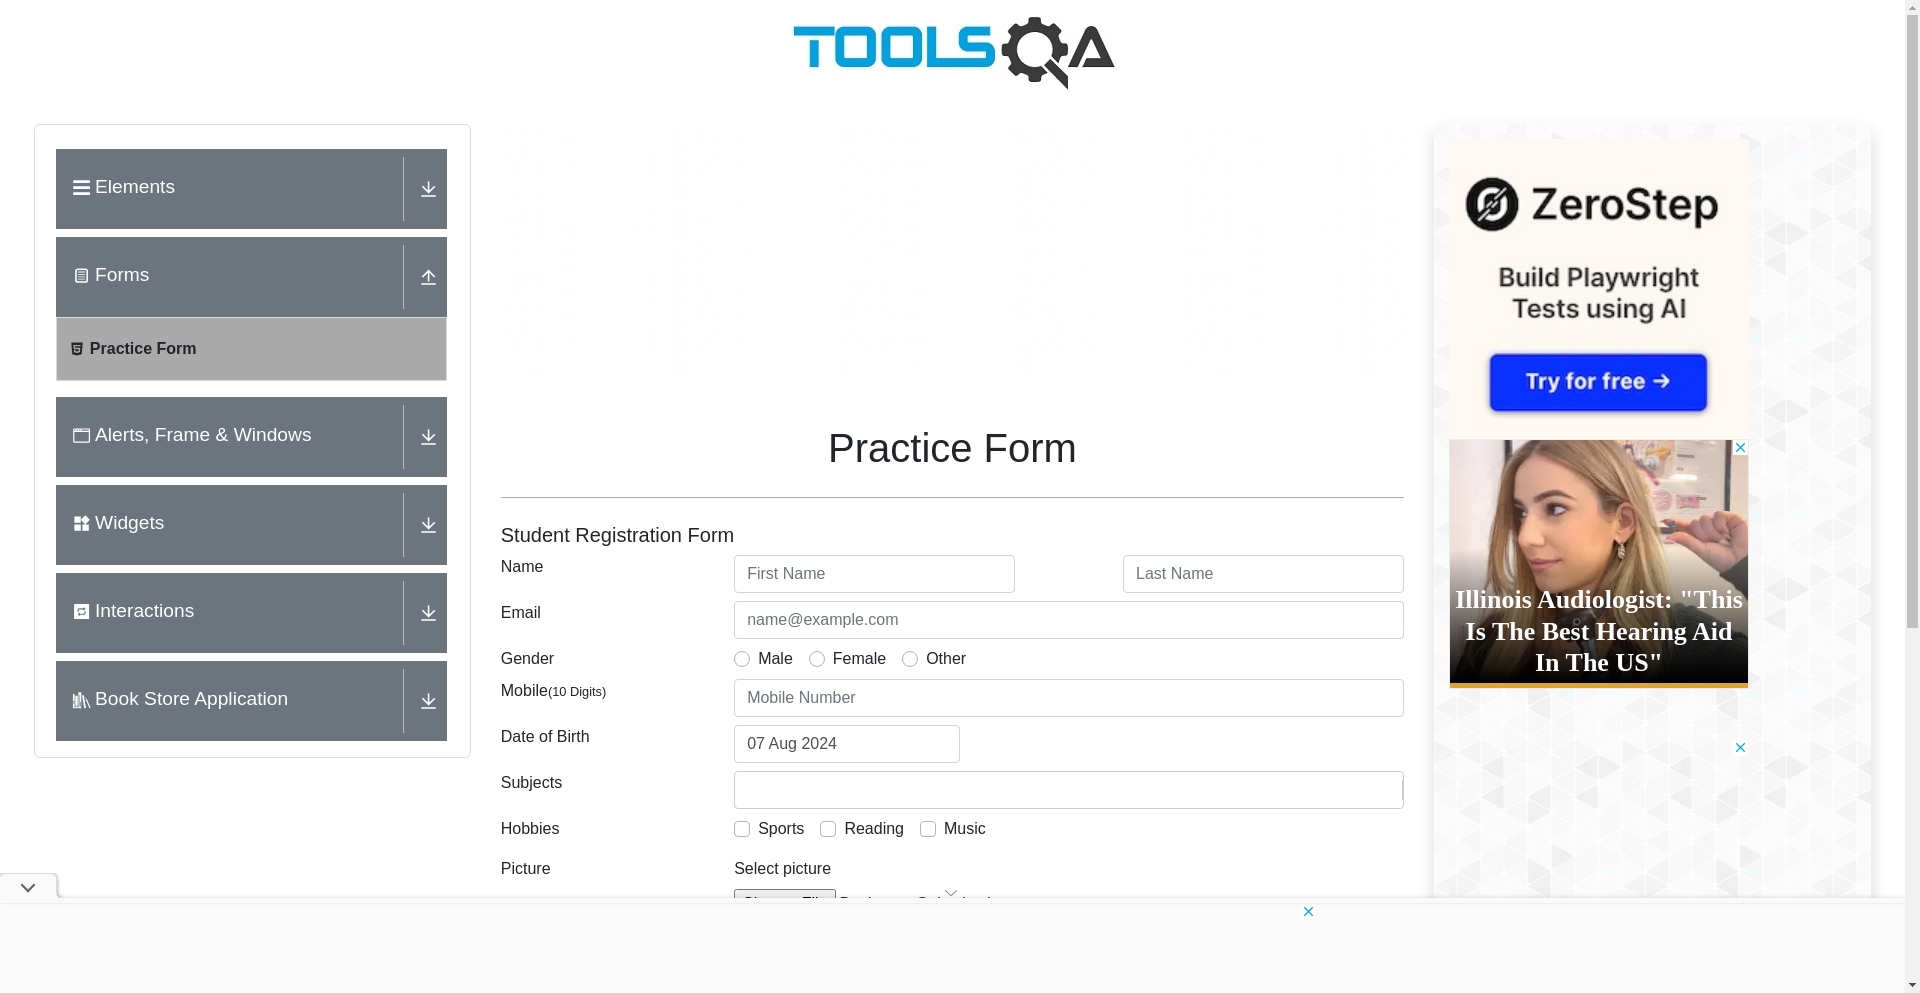 TOOLSQA
Elements
Forms
Practice Form
Alerts, Frame & Windows
Widgets
Interactions
Book Store Application
Practice Form
Student Registration Form
Name
First Name
Last Name
Email
name@example.com
Gender
Male
Female
Other
Mobile(10 Digits)
Mobile Number
Date of Birth
07 Aug 2024
Subjects
Hobbies
Sports
Reading
Music
Picture
Select picture
ZeroStep
Build Playwright
Tests using AI
Try for free →
Illinois Audiologist: "This
Is The Best Hearing Aid
In The US"